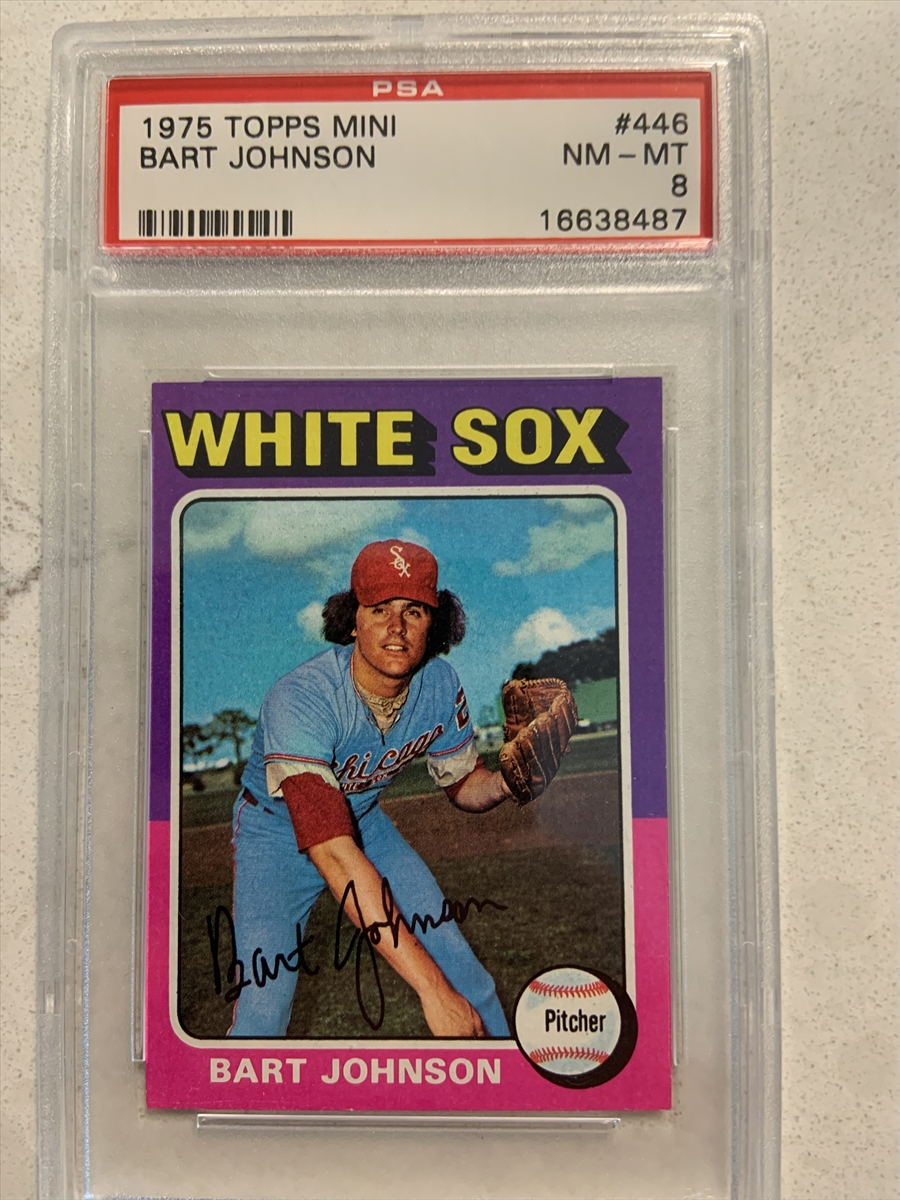 PSA
1975 TOPPS MINI #446
BART JOHNSON NM - MT
8
16638487
WHITE SOX
SOX
2
Chicago
Bart Johnson
Pitcher
BART JOHNSON